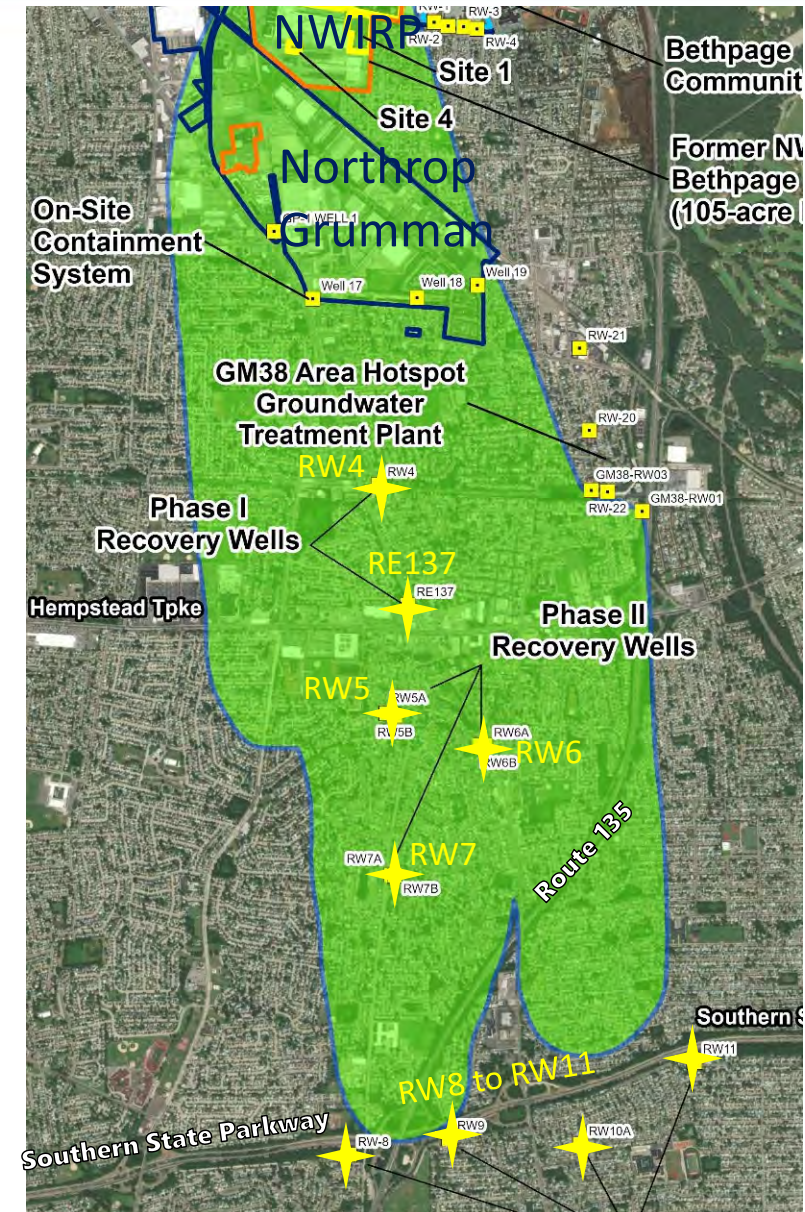 RW-3
RW-2
RW-4
NWIRP
Site 1
Site 4
Bethpage
Communit
Former NW
Bethpage
(105-acre
Northrop
Grumman
On-Site
Containment
System
WELL 1
Well 17
Well 18
Well 19
RW-21
GM38 Area Hotspot
Groundwater
Treatment Plant
RW-20
RW4
RW4
GM38-RW03
RW-22
GM38-RW01
Phase I
Recovery Wells
RE137
RE137
Hempstead Tpke
Phase II
Recovery Wells
RW5
RW5A
RW5B
RW6A
RW6B
RW6
RW7A
RW7
RW7B
Route 135
Southern S
RW11
RW8 to RW11
Southern State Parkway
RW-8
RW9
RW10A